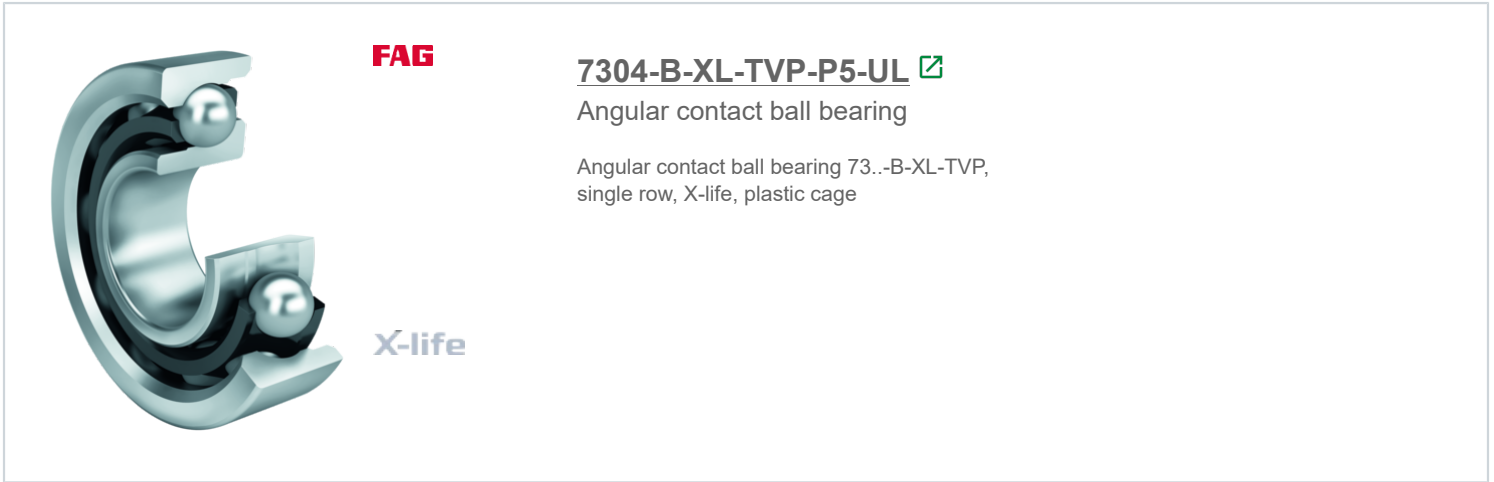 FAG
7304-B-XL-TVP-P5-UL
Angular contact ball bearing
Angular contact ball bearing 73..-B-XL-TVP,
single row, X-life, plastic cage
X-life